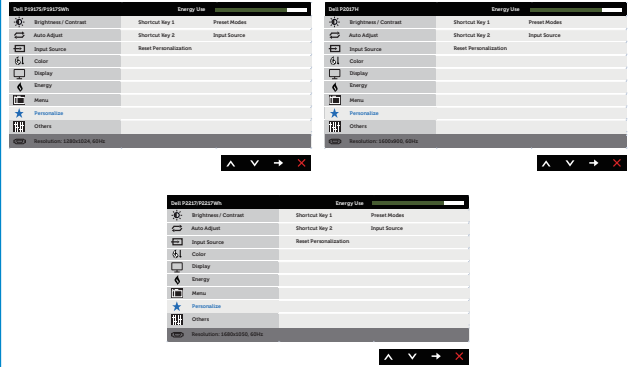 Dell P1917S/P1917SWh Energy Use
Brightness / Contrast Shortcut Key 1 Preset Modes
Auto Adjust Shortcut Key 2 Input Source
Input Source Reset Personalization
Color
Display
Energy
Menu
Personalize
Others
Resolution: 1280x1024, 60Hz
Dell P2017H Energy Use
Brightness / Contrast Shortcut Key 1 Preset Modes
Auto Adjust Shortcut Key 2 Input Source
Input Source Reset Personalization
Color
Display
Energy
Menu
Personalize
Others
Resolution: 1600x900, 60Hz
Dell P2217/P2217Wh Energy Use
Brightness / Contrast Shortcut Key 1 Preset Modes
Auto Adjust Shortcut Key 2 Input Source
Input Source Reset Personalization
Color
Display
Energy
Menu
Personalize
Others
Resolution: 1680x1050, 60Hz